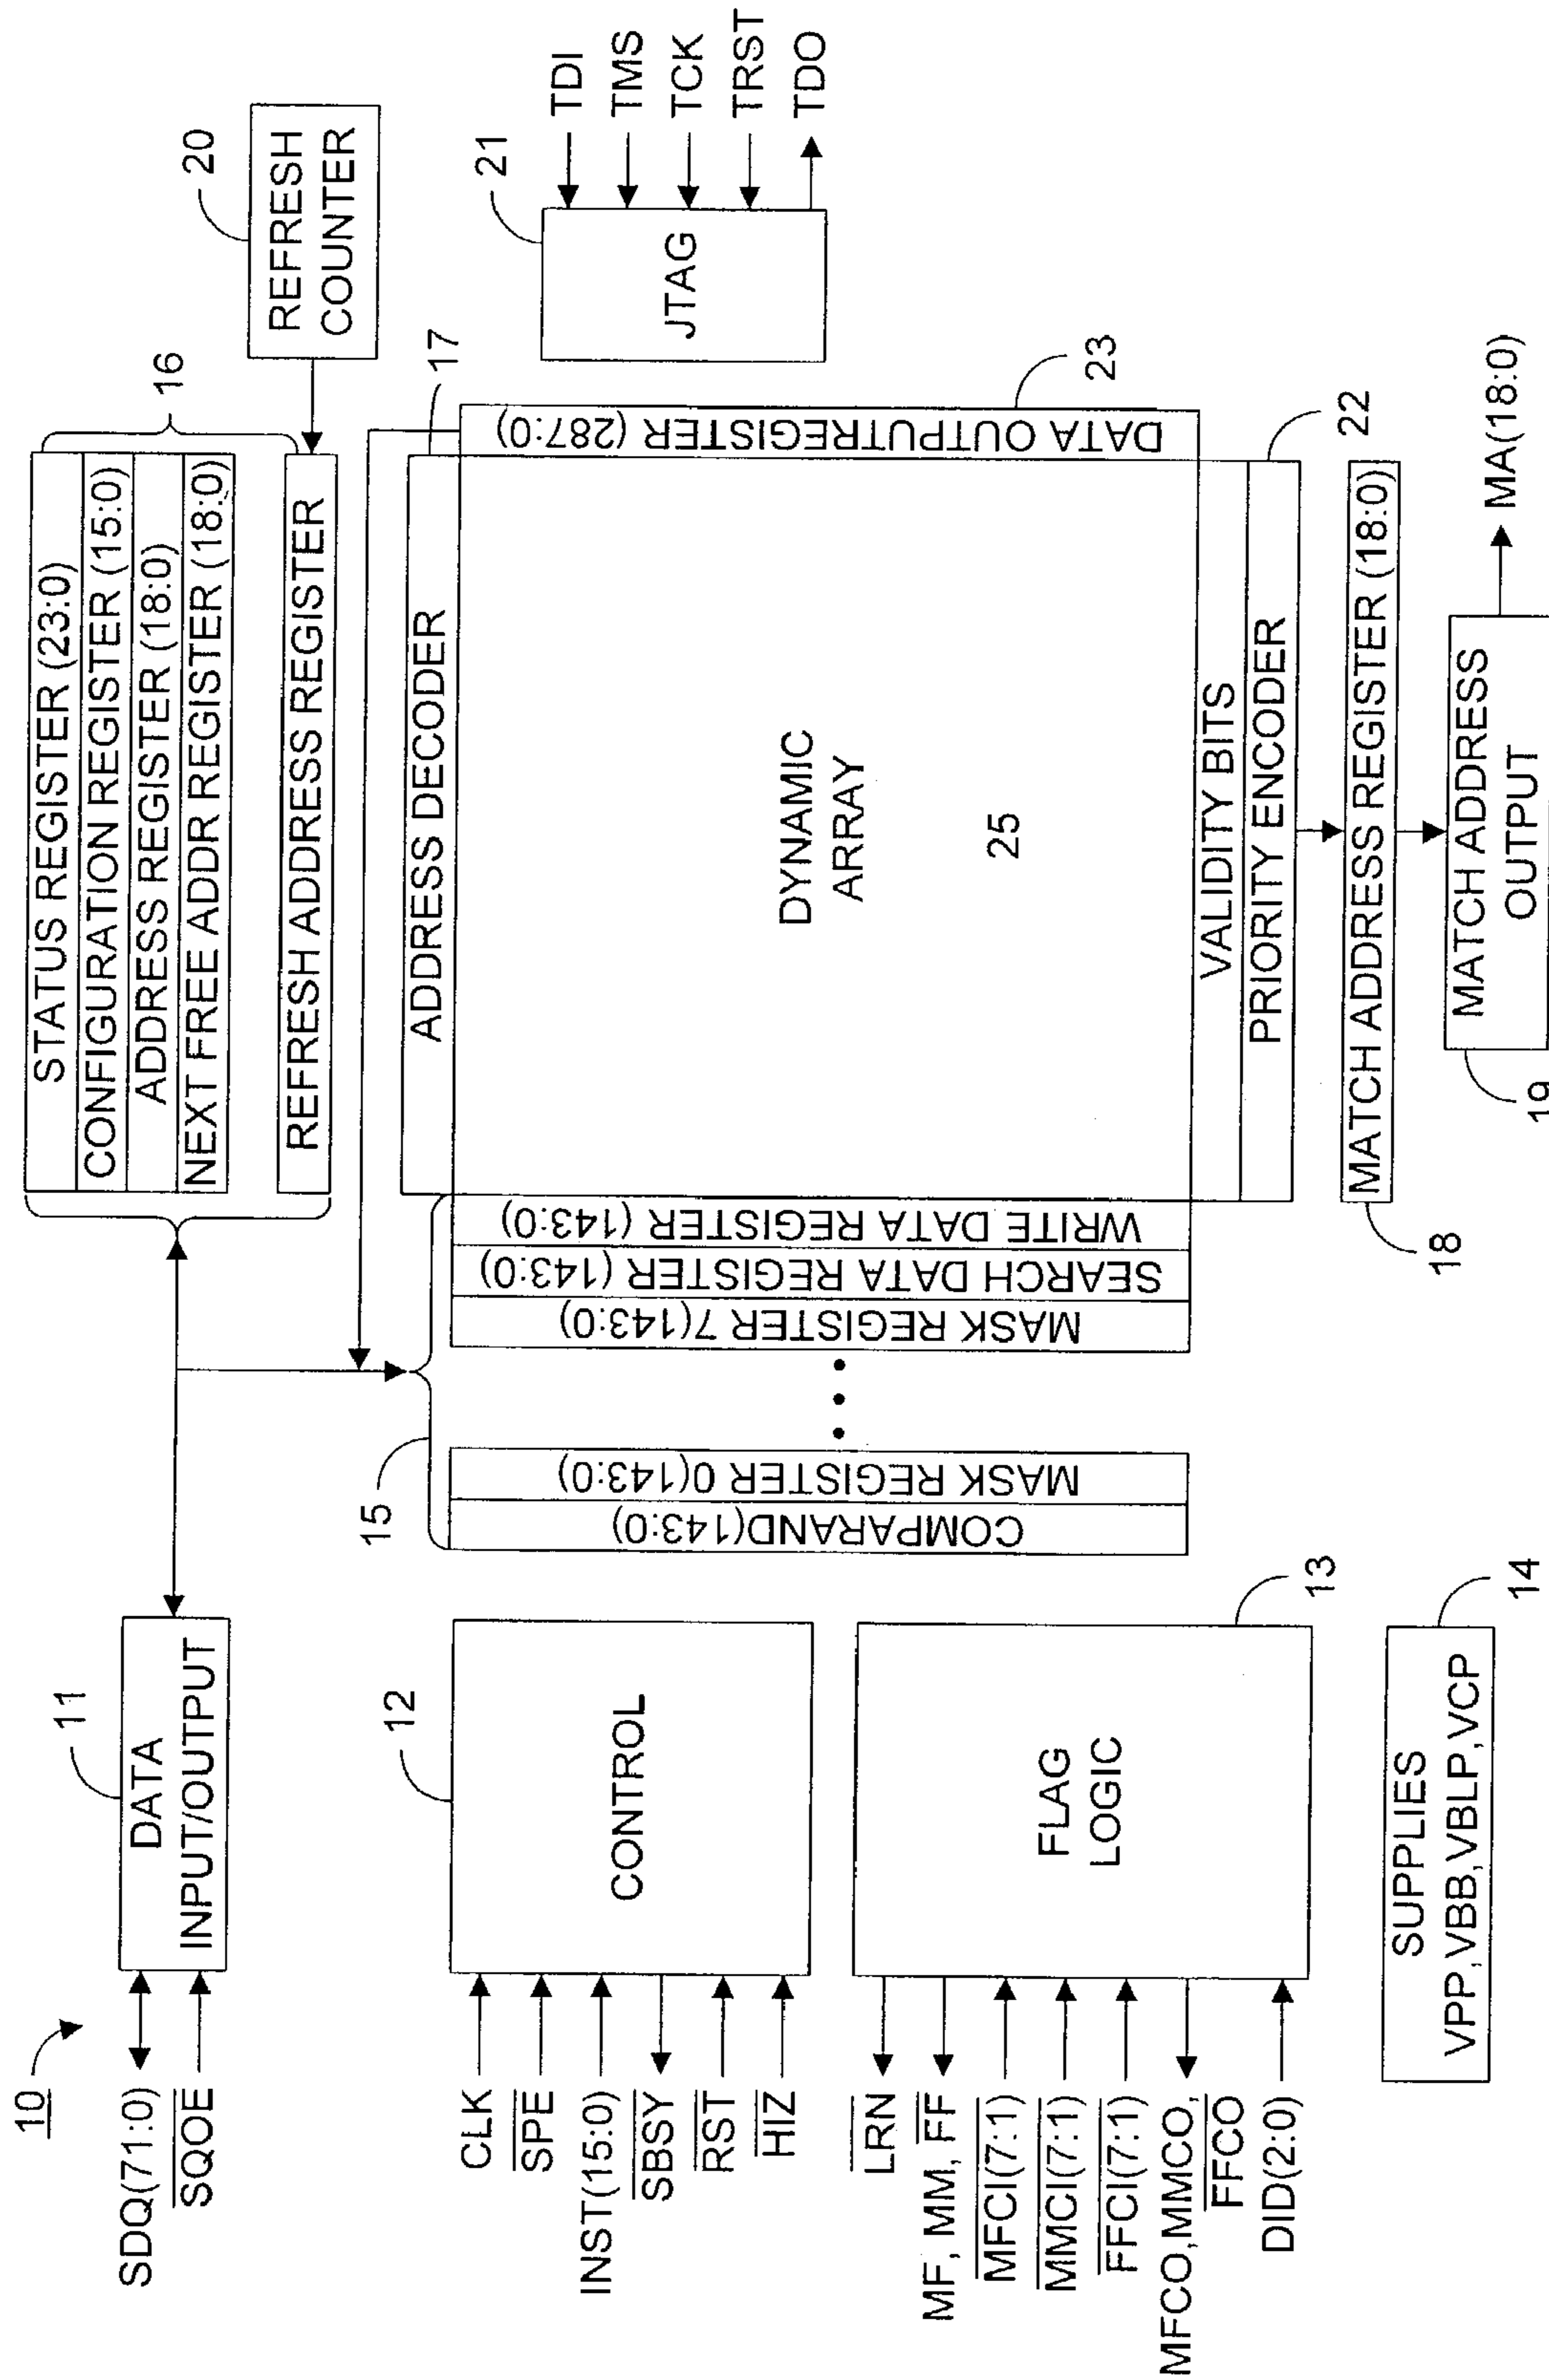 10
SDQ(71:0)
SQOE
11
DATA
INPUT/OUTPUT
STATUS REGISTER (23:0)
CONFIGURATION REGISTER (15:0)
ADDRESS REGISTER (18:0)
NEXT FREE ADDR REGISTER (18:0)
REFRESH ADDRESS REGISTER
16
20
REFRESH
COUNTER
12
CLK
SPE
INST(15:0)
SBSY
RST
HIZ
CONTROL
15
COMPARAND(143:0)
MASK REGISTER 0(143:0)
MASK REGISTER 7(143:0)
SEARCH DATA REGISTER (143:0)
WRITE DATA REGISTER (143:0)
ADDRESS DECODER
17
DYNAMIC
ARRAY
25
DATA OUTPUTREGISTER (287:0)
23
VALIDITY BITS
PRIORITY ENCODER
22
21
JTAG
TDI
TMS
TCK
TRST
TDO
LRN
MF, MM, FF
MFCI(7:1)
MMCI(7:1)
FFCI(7:1)
MFCO,MMCO,
FFCO
DID(2:0)
FLAG
LOGIC
13
MATCH ADDRESS REGISTER (18:0)
18
MATCH ADDRESS
OUTPUT
19
MA(18:0)
SUPPLIES
VPP,VBB,VBLP,VCP
14